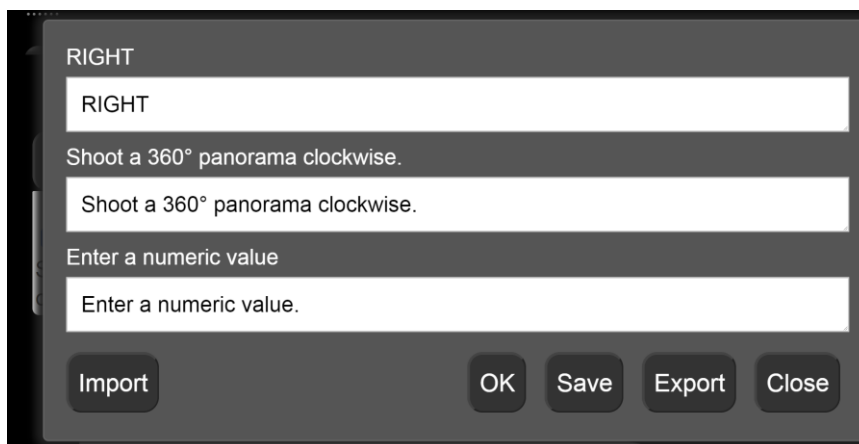 RIGHT
RIGHT
Shoot a 360° panorama clockwise.
Shoot a 360° panorama clockwise.
Enter a numeric value
Enter a numeric value.
Import OK Save Export Close